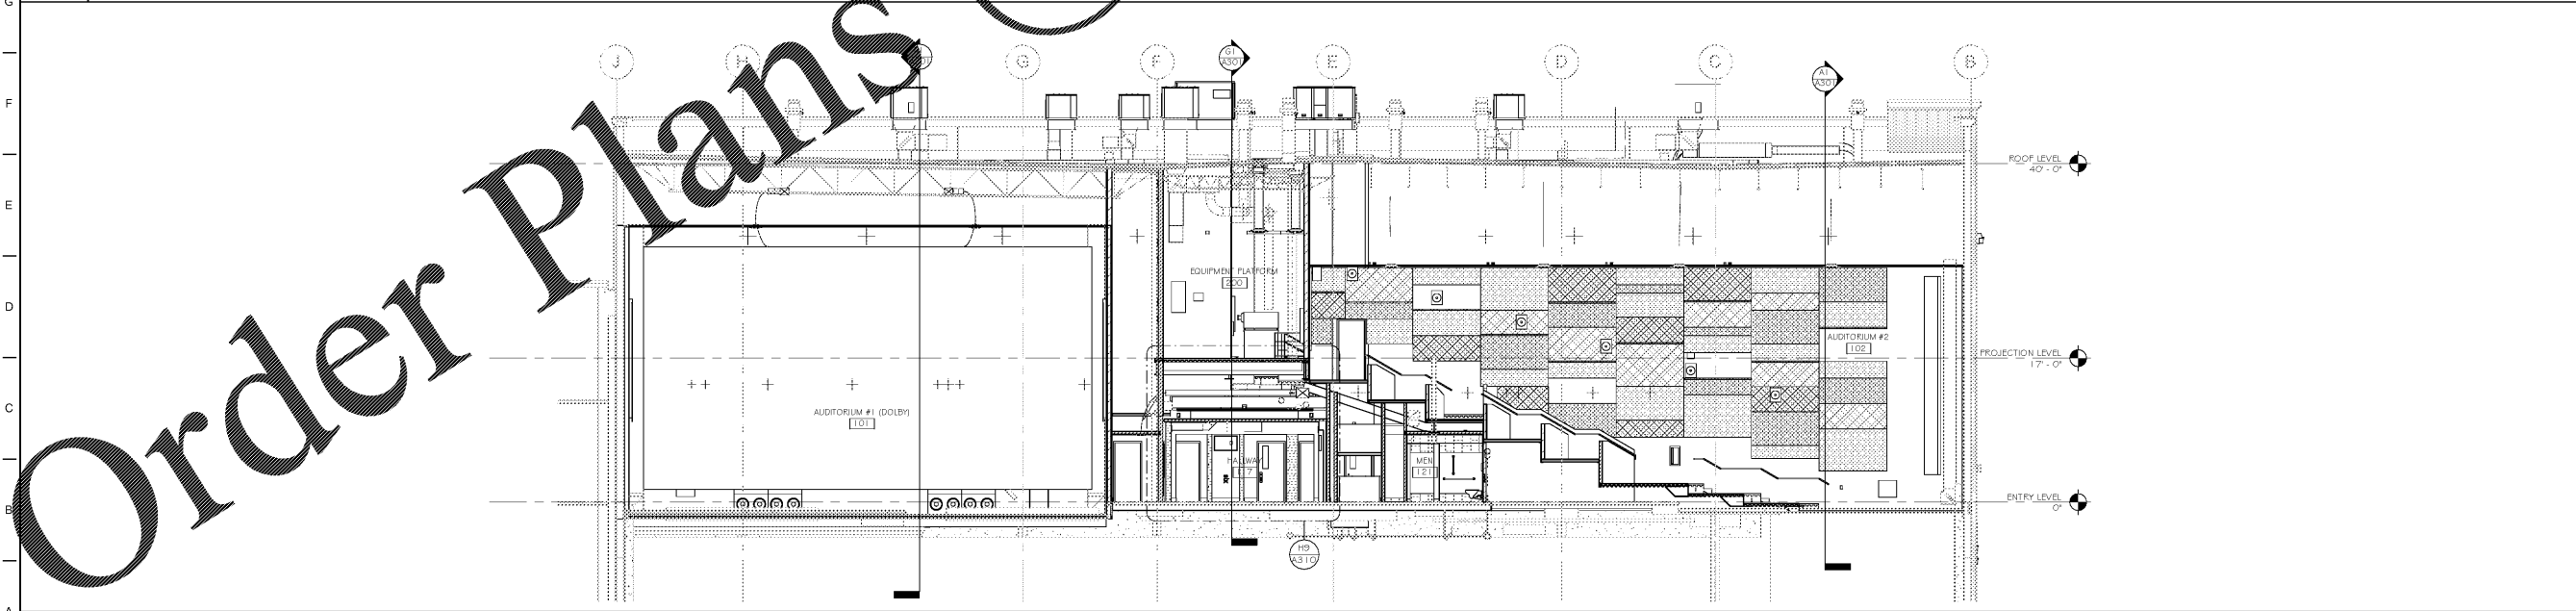 G
Order Plans
J
H
G
F
G1
A301
E
D
C
A1
A301
B
F
ROOF LEVEL
40' - 0"
E
EQUIPMENT PLATFORM
200
D
AUDITORIUM #2
102
PROJECTION LEVEL
17' - 0"
C
AUDITORIUM #1 (DOLBY)
101
HALLWAY
MEN
121
ENTRY LEVEL
0"
B
H9
A310
A